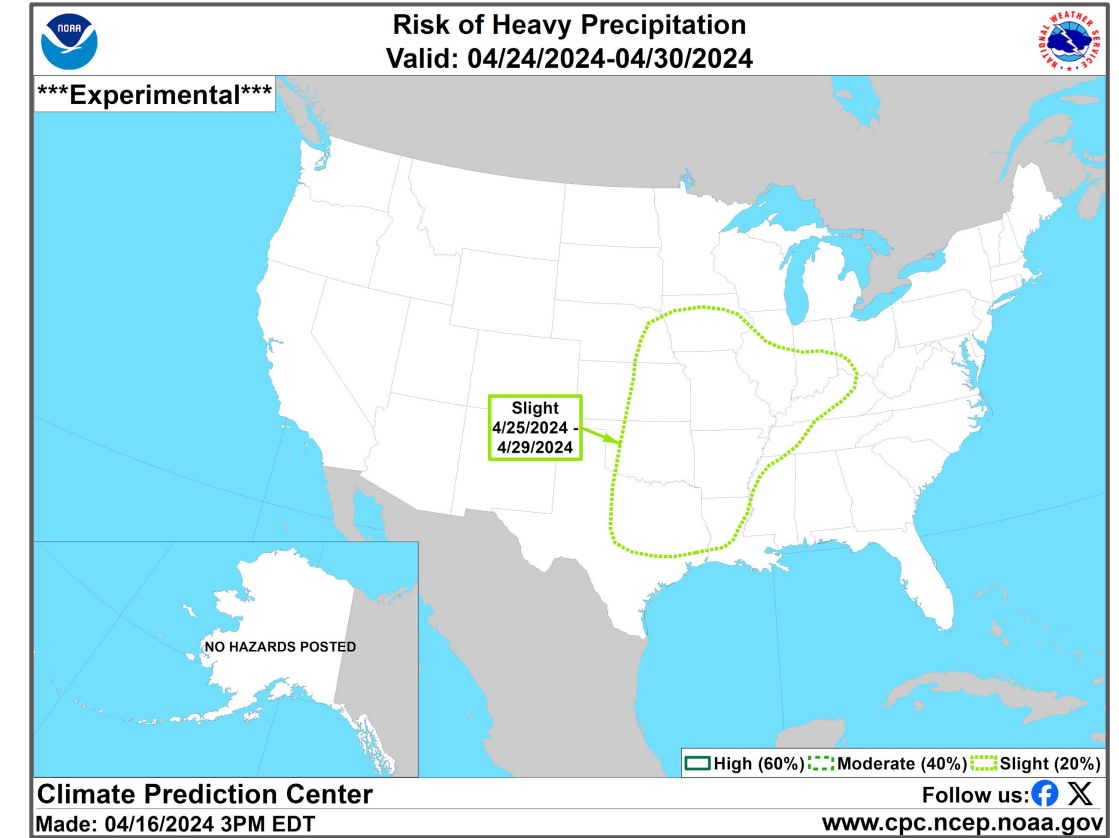 NOAA
Risk of Heavy Precipitation
Valid: 04/24/2024-04/30/2024
NATIONAL WEATHER SERVICE
***Experimental***
Slight
4/25/2024 -
4/29/2024
NO HAZARDS POSTED
High (60%) Moderate (40%) Slight (20%)
Climate Prediction Center
Follow us:
Made: 04/16/2024 3PM EDT
www.cpc.ncep.noaa.gov